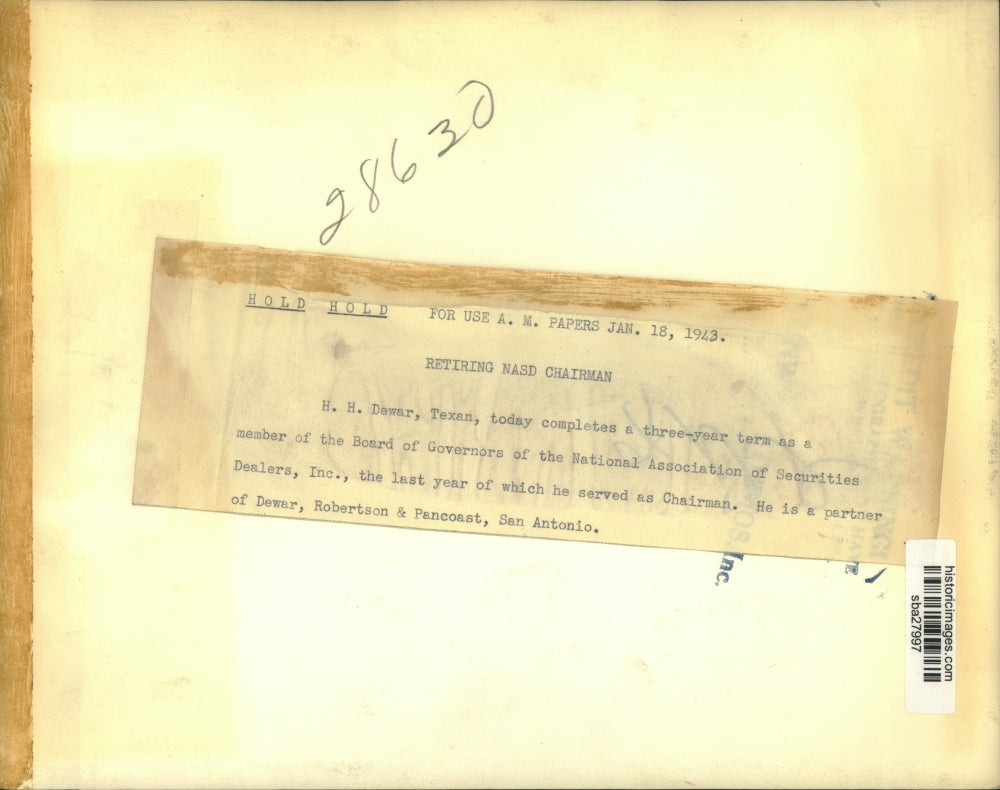 28630
HOLD HOLD FOR USE A. M. PAPERS JAN. 18, 1943.
RETIRING NASD CHAIRMAN
H. H. Dewar, Texan, today completes a three-year term as a
member of the Board of Governors of the National Association of Securities
Dealers, Inc., the last year of which he served as Chairman. He is a partner
of Dewar, Robertson & Pancoast, San Antonio.
Inc.
historicimages.com
sba27997